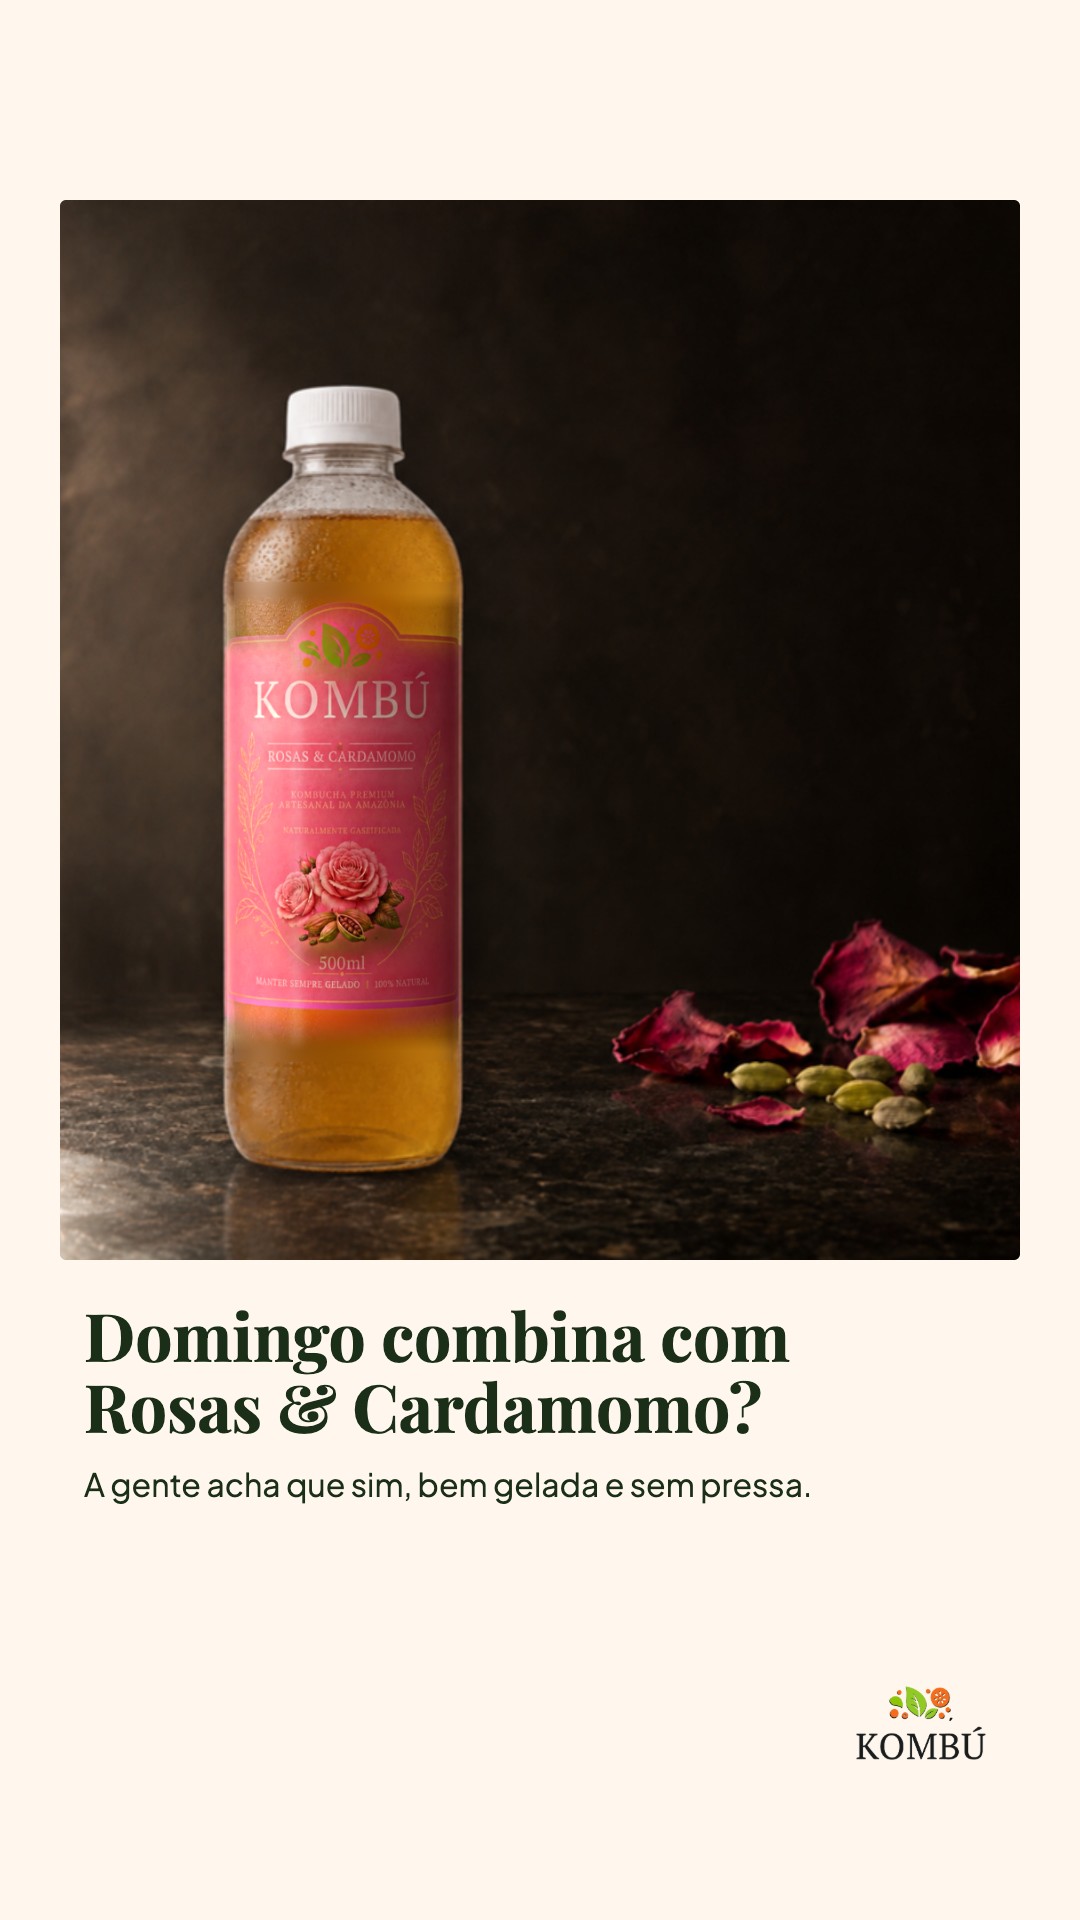 KOMBÚ
ROSAS & CARDAMOMO
KOMBUCHA PREMIUM
ARTESANAL DA AMAZÔNIA
NATURALMENTE GASEIFICADA
500ml
MANTER SEMPRE GELADO | 100% NATURAL
Domingo combina com
Rosas & Cardamomo?
A gente acha que sim, bem gelada e sem pressa.
KOMBÚ